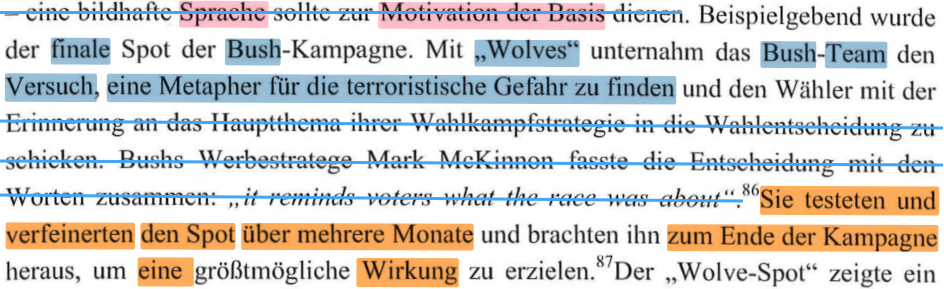 – eine bildhafte Sprache sollte zur Motivation der Basis dienen. Beispielgebend wurde
der finale Spot der Bush-Kampagne. Mit „Wolves“ unternahm das Bush-Team den
Versuch, eine Metapher für die terroristische Gefahr zu finden und den Wähler mit der
Erinnerung an das Hauptthema ihrer Wahlkampfstrategie in die Wahlentscheidung zu
schicken. Bushs Werbestratege Mark McKinnon fasste die Entscheidung mit den
Worten zusammen: „it reminds voters what the race was about“.86Sie testeten und
verfeinerten den Spot über mehrere Monate und brachten ihn zum Ende der Kampagne
heraus, um eine größtmögliche Wirkung zu erzielen.87Der „Wolve-Spot“ zeigte ein